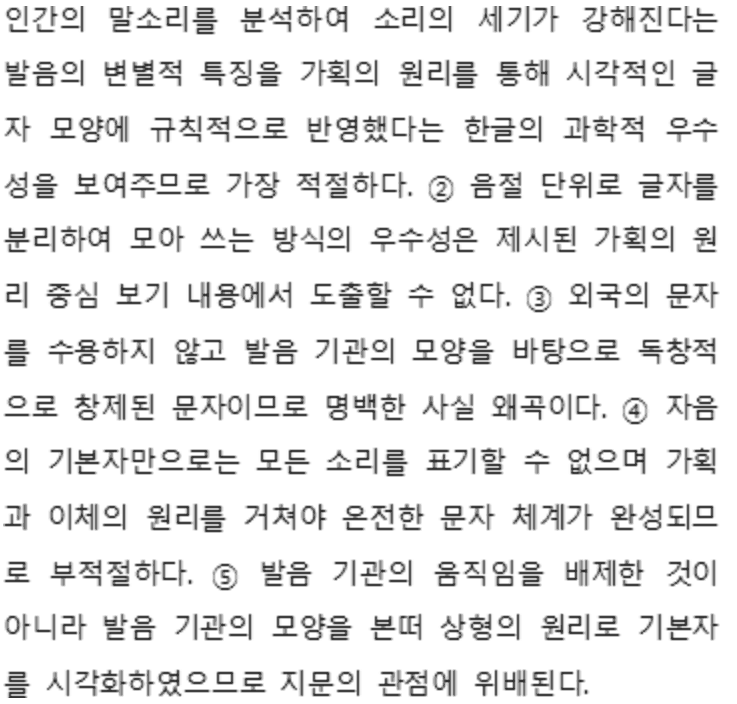 인간의 말소리를 분석하여 소리의 세기가 강해진다는
발음의 변별적 특징을 가획의 원리를 통해 시각적인 글
자 모양에 규칙적으로 반영했다는 한글의 과학적 우수
성을 보여주므로 가장 적절하다. ② 음절 단위로 글자를
분리하여 모아 쓰는 방식의 우수성은 제시된 가획의 원
리 중심 보기 내용에서 도출할 수 없다. ③ 외국의 문자
를 수용하지 않고 발음 기관의 모양을 바탕으로 독창적
으로 창제된 문자이므로 명백한 사실 왜곡이다. ④ 자음
의 기본자만으로는 모든 소리를 표기할 수 없으며 가획
과 이체의 원리를 거쳐야 온전한 문자 체계가 완성되므
로 부적절하다. ⑤ 발음 기관의 움직임을 배제한 것이
아니라 발음 기관의 모양을 본떠 상형의 원리로 기본자
를 시각화하였으므로 지문의 관점에 위배된다.